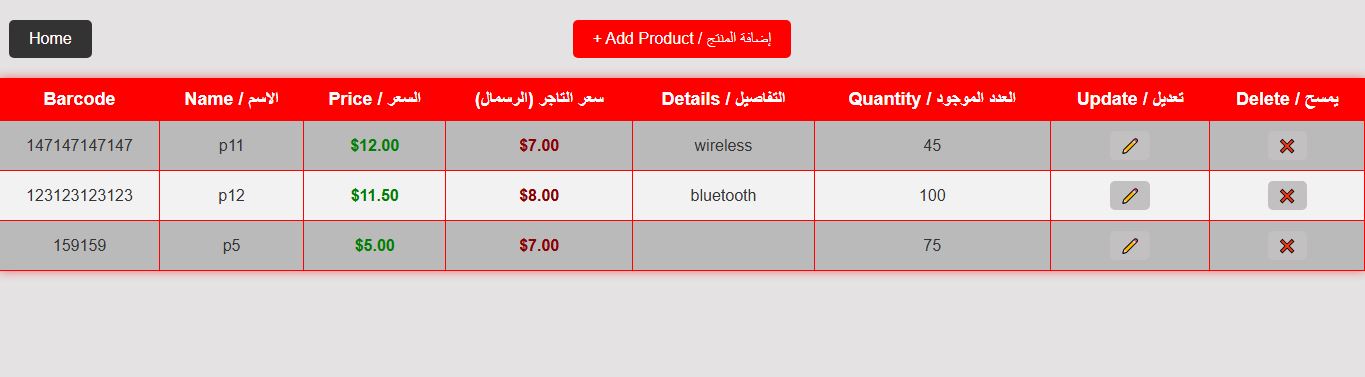 Home
+ Add Product / إضافة المنتج
Barcode Name / الاسم Price / السعر سعر التاجر (الرسمال) Details / التفاصيل Quantity / العدد الموجود Update / تعديل Delete / يمسح
147147147147 p11 $12.00 $7.00 wireless 45
123123123123 p12 $11.50 $8.00 bluetooth 100
159159 p5 $5.00 $7.00 75